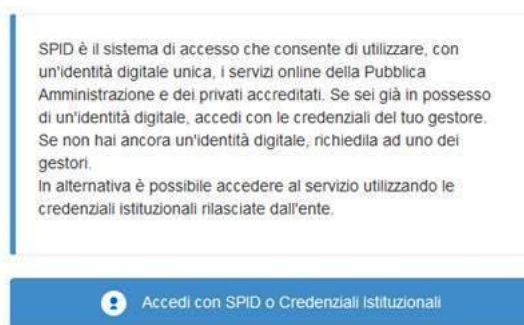 SPID è il sistema di accesso che consente di utilizzare, con
un'identità digitale unica, i servizi online della Pubblica
Amministrazione e dei privati accreditati. Se sei già in possesso
di un'identità digitale, accedi con le credenziali del tuo gestore.
Se non hai ancora un'identità digitale, richiedila ad uno dei
gestori.
In alternativa è possibile accedere al servizio utilizzando le
credenziali istituzionali rilasciate dall'ente.
Accedi con SPID o Credenziali Istituzionali